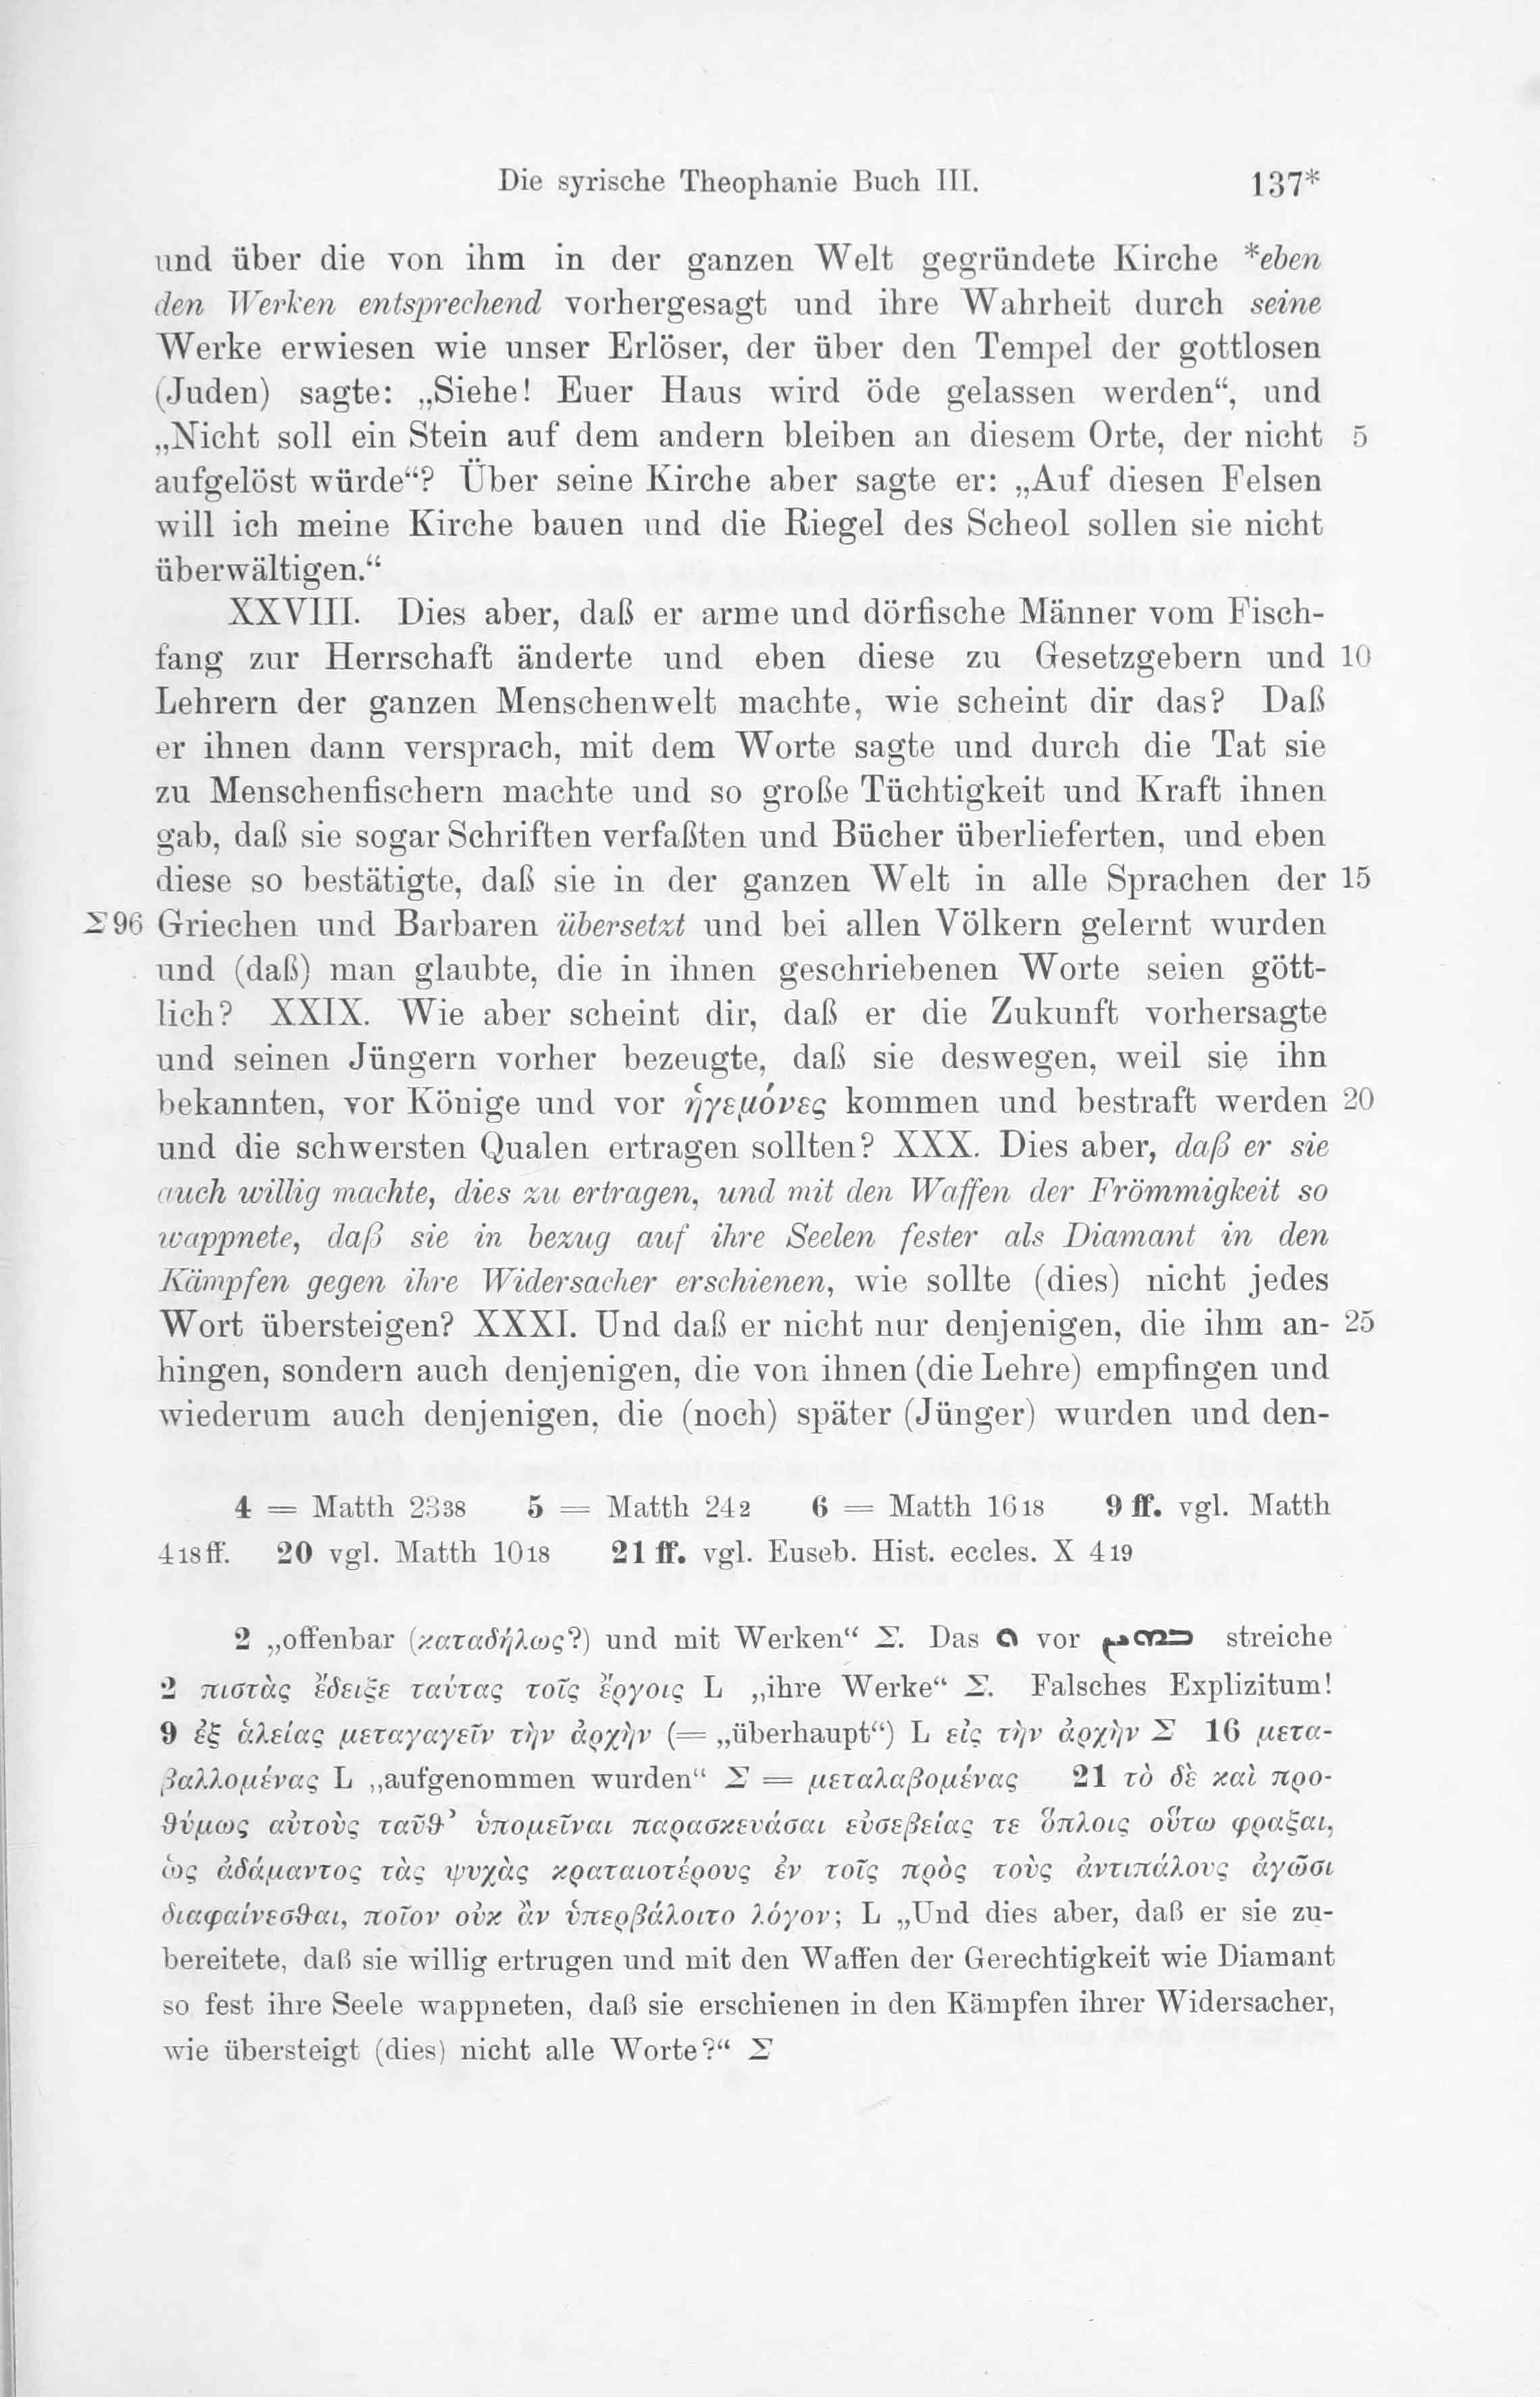 Die syrische Theophanie Buch III. 137*
und über die von ihm in der ganzen Welt gegründete Kirche *eben
den Werken entsprechend vorhergesagt und ihre Wahrheit durch seine
Werke erwiesen wie unser Erlöser, der über den Tempel der gottlosen
(Juden) sagte: „Siehe! Euer Haus wird öde gelassen werden“, und
„Nicht soll ein Stein auf dem andern bleiben an diesem Orte, der nicht 5
aufgelöst würde“? Über seine Kirche aber sagte er: „Auf diesen Felsen
will ich meine Kirche bauen und die Riegel des Scheol sollen sie nicht
überwältigen.“
XXVIII. Dies aber, daß er arme und dörfische Männer vom Fisch-
fang zur Herrschaft änderte und eben diese zu Gesetzgebern und 10
Lehrern der ganzen Menschenwelt machte, wie scheint dir das? Daß
er ihnen dann versprach, mit dem Worte sagte und durch die Tat sie
zu Menschenfischern machte und so große Tüchtigkeit und Kraft ihnen
gab, daß sie sogar Schriften verfaßten und Bücher überlieferten, und eben
diese so bestätigte, daß sie in der ganzen Welt in alle Sprachen der 15
Σ 96 Griechen und Barbaren übersetzt und bei allen Völkern gelernt wurden
und (daß) man glaubte, die in ihnen geschriebenen Worte seien gött-
lich? XXIX. Wie aber scheint dir, daß er die Zukunft vorhersagte
und seinen Jüngern vorher bezeugte, daß sie deswegen, weil sie ihn
bekannten, vor Könige und vor ἡγεμόνες kommen und bestraft werden 20
und die schwersten Qualen ertragen sollten? XXX. Dies aber, daß er sie
auch willig machte, dies zu ertragen, und mit den Waffen der Frömmigkeit so
wappnete, daß sie in bezug auf ihre Seelen fester als Diamant in den
Kämpfen gegen ihre Widersacher erschienen, wie sollte (dies) nicht jedes
Wort übersteigen? XXXI. Und daß er nicht nur denjenigen, die ihm an- 25
hingen, sondern auch denjenigen, die von ihnen (die Lehre) empfingen und
wiederum auch denjenigen, die (noch) später (Jünger) wurden und den-
4 = Matth 23 38 5 = Matth 24 2 6 = Matth 16 18 9 ff. vgl. Matth
4 18 ff. 20 vgl. Matth 10 18 21 ff. vgl. Euseb. Hist. eccles. X 4 19
2 „offenbar (καταδήλως?) und mit Werken“ Σ. Das ܘ vor streiche
2 πιστὰς ἔδειξε ταύτας τοῖς ἔργοις L „ihre Werke“ Σ. Falsches Explizitum!
9 ἐξ ἁλείας μεταγαγεῖν τὴν ἀρχὴν (= „überhaupt“) L εἰς τὴν ἀρχὴν Σ 16 μετα-
βαλλομένας L „aufgenommen wurden“ Σ = μεταλαβομένας 21 τὸ δὲ καὶ προ-
θύμως αὐτοὺς ταῦθ’ ὑπομεῖναι παρασκευάσαι εὐσεβείας τε ὅπλοις οὕτω φραξαι,
ὡς ἀδάμαντος τὰς ψυχὰς κραταιοτέρους ἐν τοῖς πρὸς τοὺς ἀντιπάλους ἀγῶσι
διαφαίνεσθαι, ποῖον οὐκ ἂν ὑπερβάλοιτο λόγον; L „Und dies aber, daß er sie zu-
bereitete, daß sie willig ertrugen und mit den Waffen der Gerechtigkeit wie Diamant
so fest ihre Seele wappneten, daß sie erschienen in den Kämpfen ihrer Widersacher,
wie übersteigt (dies) nicht alle Worte?“ Σ